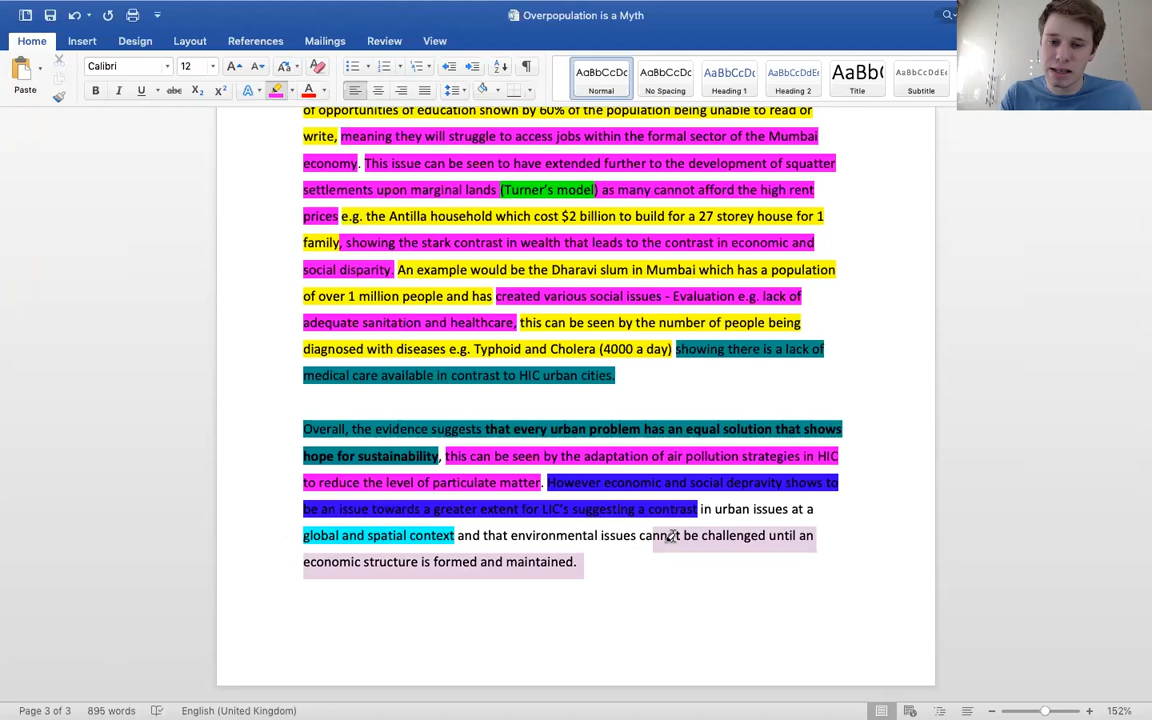 Overpopulation is a Myth
Home Insert Design Layout References Mailings Review View
Paste
Calibri 12
AaBbCcDc AaBbCcDc AaBbCcDc AaBbCcDdEe AaBb( AaBbCcDdEe
Normal No Spacing Heading 1 Heading 2 Title Subtitle
of opportunities of education shown by 60% of the population being unable to read or
write, meaning they will struggle to access jobs within the formal sector of the Mumbai
economy. This issue can be seen to have extended further to the development of squatter
settlements upon marginal lands (Turner's model) as many cannot afford the high rent
prices e.g. the Antilla household which cost $2 billion to build for a 27 storey house for 1
family, showing the stark contrast in wealth that leads to the contrast in economic and
social disparity. An example would be the Dharavi slum in Mumbai which has a population
of over 1 million people and has created various social issues - Evaluation e.g. lack of
adequate sanitation and healthcare, this can be seen by the number of people being
diagnosed with diseases e.g. Typhoid and Cholera (4000 a day) showing there is a lack of
medical care available in contrast to HIC urban cities.
Overall, the evidence suggests that every urban problem has an equal solution that shows
hope for sustainability, this can be seen by the adaptation of air pollution strategies in HIC
to reduce the level of particulate matter. However economic and social depravity shows to
be an issue towards a greater extent for LIC's suggesting a contrast in urban issues at a
global and spatial context and that environmental issues cannot be challenged until an
economic structure is formed and maintained.
Page 3 of 3 895 words English (United Kingdom) 152%